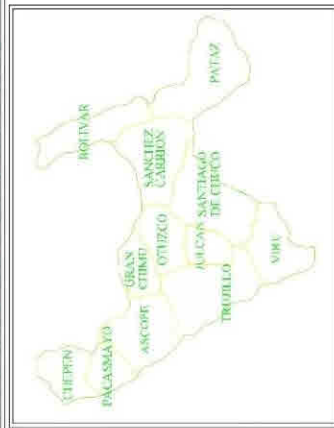 BOLIVAR
PATAZ
SANCHEZ
CARRION
GRAN
CHIMU
OTUZCO
CHEPEN
PACASMAYO
ASCOPE
JULCAN
SANTIAGO
DE CHUCO
TRUJILLO
VIRU